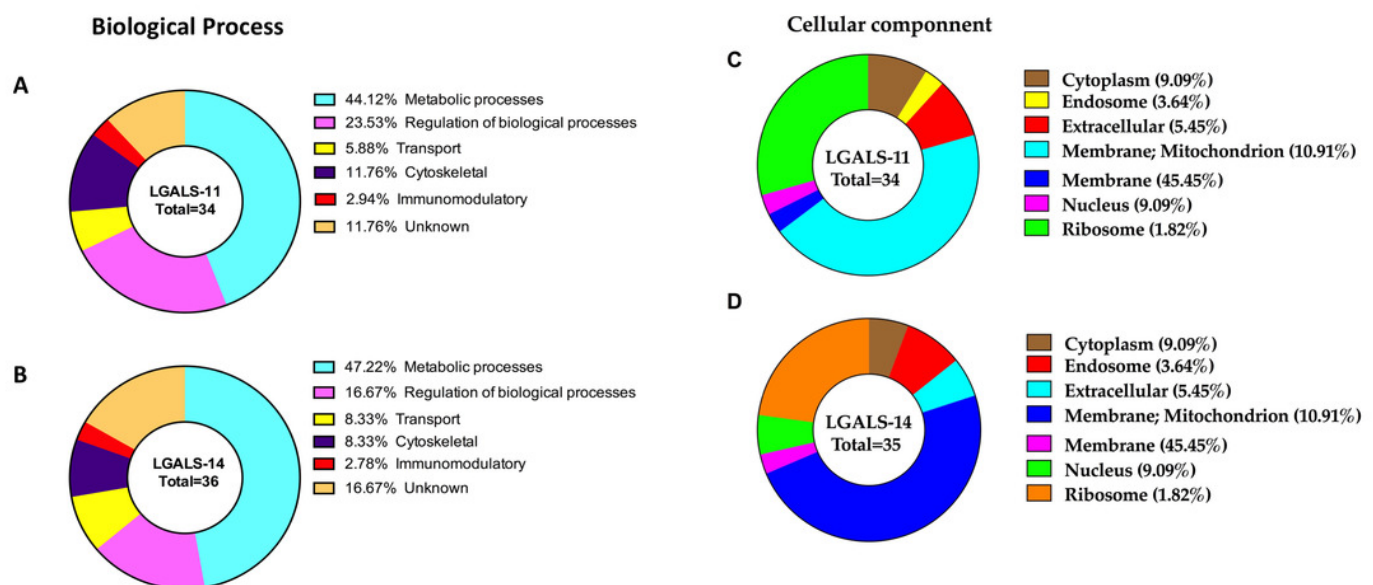 Biological Process
A
LGALS-11
Total=34
44.12% Metabolic processes
23.53% Regulation of biological processes
5.88% Transport
11.76% Cytoskeletal
2.94% Immunomodulatory
11.76% Unknown
B
LGALS-14
Total=36
47.22% Metabolic processes
16.67% Regulation of biological processes
8.33% Transport
8.33% Cytoskeletal
2.78% Immunomodulatory
16.67% Unknown
Cellular componnent
C
LGALS-11
Total=34
Cytoplasm (9.09%)
Endosome (3.64%)
Extracellular (5.45%)
Membrane; Mitochondrion (10.91%)
Membrane (45.45%)
Nucleus (9.09%)
Ribosome (1.82%)
D
LGALS-14
Total=35
Cytoplasm (9.09%)
Endosome (3.64%)
Extracellular (5.45%)
Membrane; Mitochondrion (10.91%)
Membrane (45.45%)
Nucleus (9.09%)
Ribosome (1.82%)